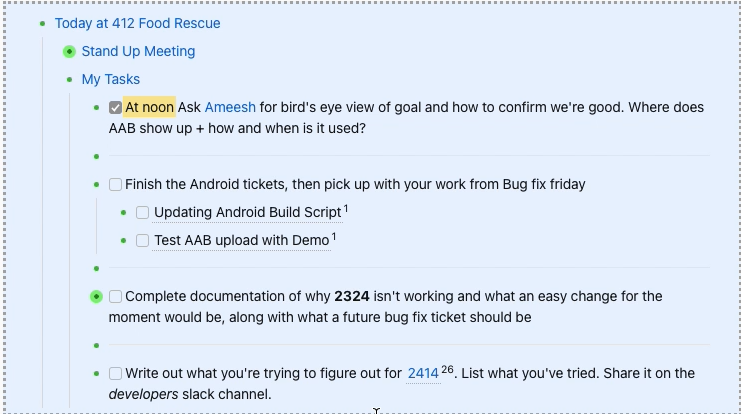 Today at 412 Food Rescue
Stand Up Meeting
My Tasks
At noon Ask Ameesh for bird's eye view of goal and how to confirm we're good. Where does
AAB show up + how and when is it used?
Finish the Android tickets, then pick up with your work from Bug fix friday
Updating Android Build Script 1
Test AAB upload with Demo 1
Complete documentation of why 2324 isn't working and what an easy change for the
moment would be, along with what a future bug fix ticket should be
Write out what you're trying to figure out for 2414 26. List what you've tried. Share it on the
developers slack channel.